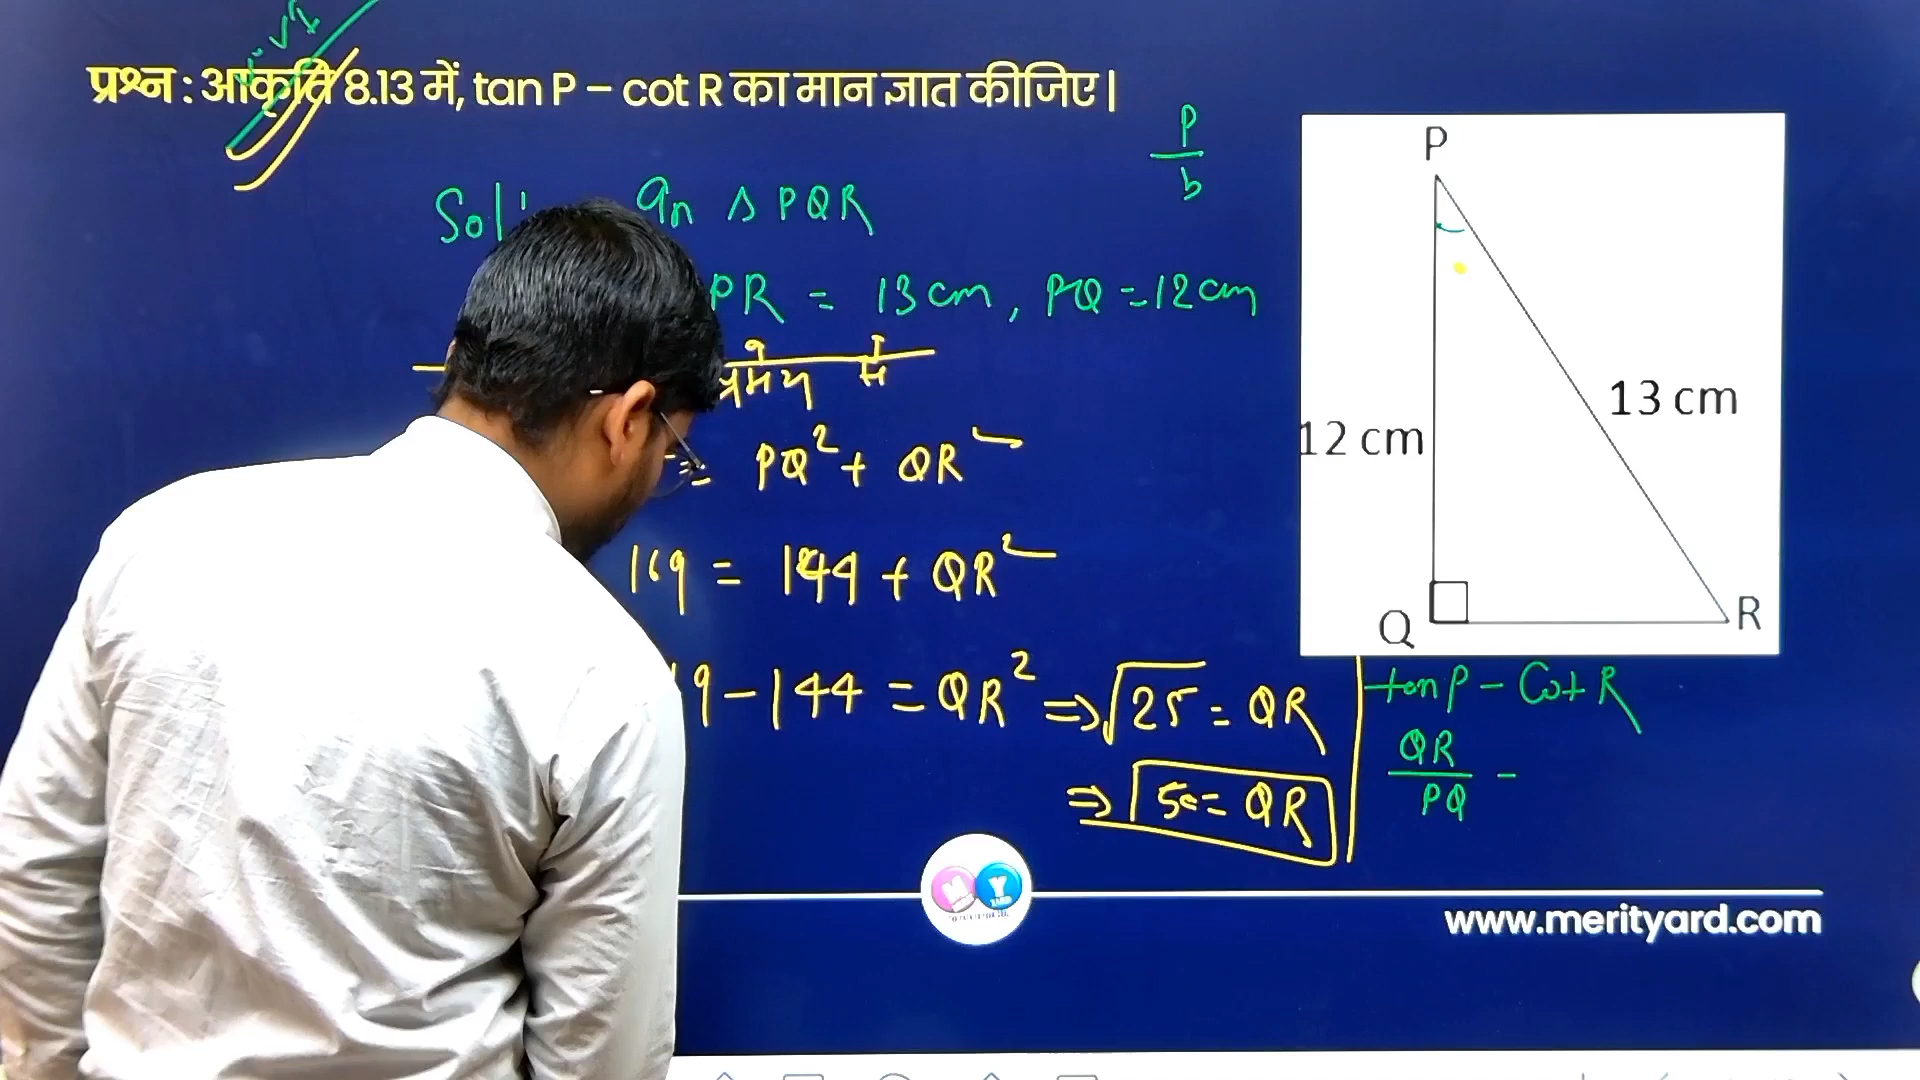 प्रश्न : आकृति 8.13 में, tan P – cot R का मान ज्ञात कीजिए |
P
b
Sol
In Δ PQR
PR = 13 cm, PQ = 12 cm
= PQ² + QR²
169 = 144 + QR²
9 - 144 = QR² ⇒ √25 = QR
⇒ 5 = QR
P
12 cm
13 cm
Q
R
tan P - Cot R
QR
PQ
-
M Y
YARD
www.merityard.com